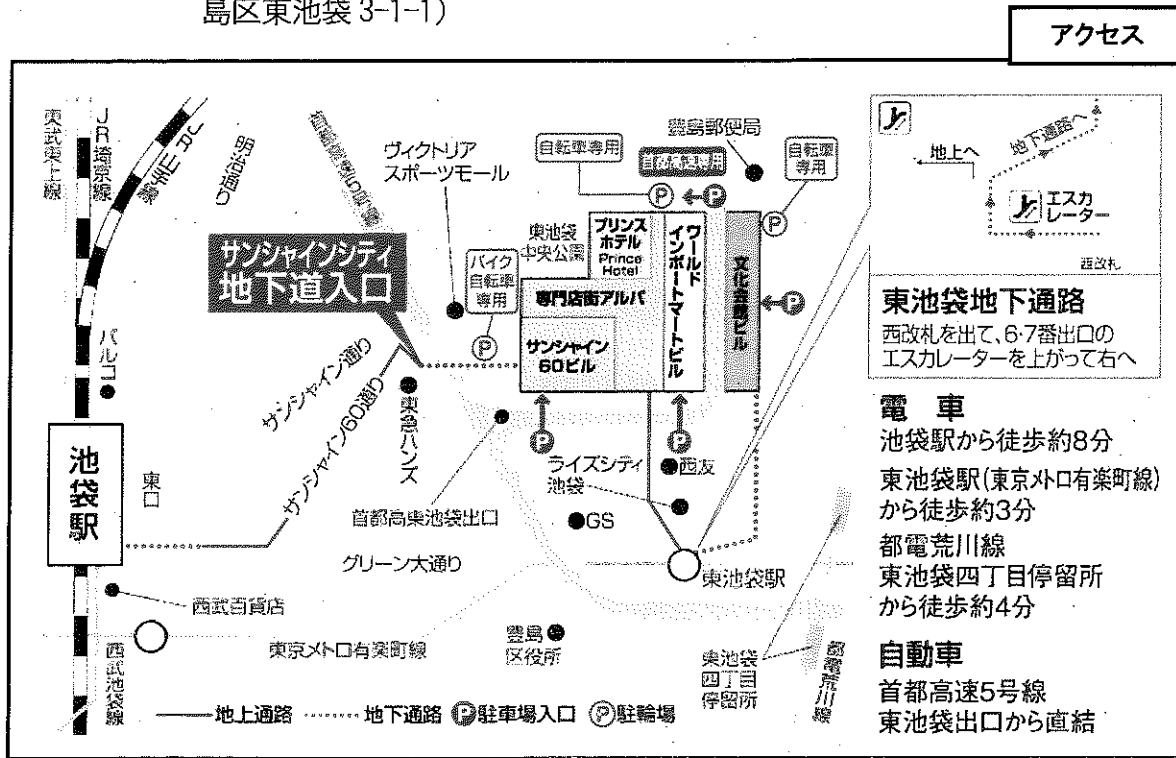 島区東池袋 3-1-1)
アクセス
東武東上線
JR埼京線
JR山手線
明治通り
ヴィクトリア
スポーツモール
自転車専用
豊島郵便局
自転車
専用
サンシャインシティ
地下道入口
バイク
自転車
専用
東池袋
中央公園
プリンス
ホテル
Prince
Hotel
ワールド
インポートマートビル
文化会館ビル
専門店街アルパ
サンシャイン
60ビル
パルコ
サンシャイン通り
サンシャイン60通り
東急ハンズ
池袋駅
東口
首都高東池袋出口
ライズシティ
池袋
西友
GS
グリーン大通り
東池袋駅
西武百貨店
東京メトロ有楽町線
豊島
区役所
東池袋
四丁目
停留所
都電荒川線
西武池袋線
地上通路
地下通路
P駐車場入口
P駐輪場
地上へ
地下通路へ
エスカ
レーター
西改札
東池袋地下通路
西改札を出て、6・7番出口の
エスカレーターを上がって右へ
電 車
池袋駅から徒歩約8分
東池袋駅(東京メトロ有楽町線)
から徒歩約3分
都電荒川線
東池袋四丁目停留所
から徒歩約4分
自動車
首都高速5号線
東池袋出口から直結